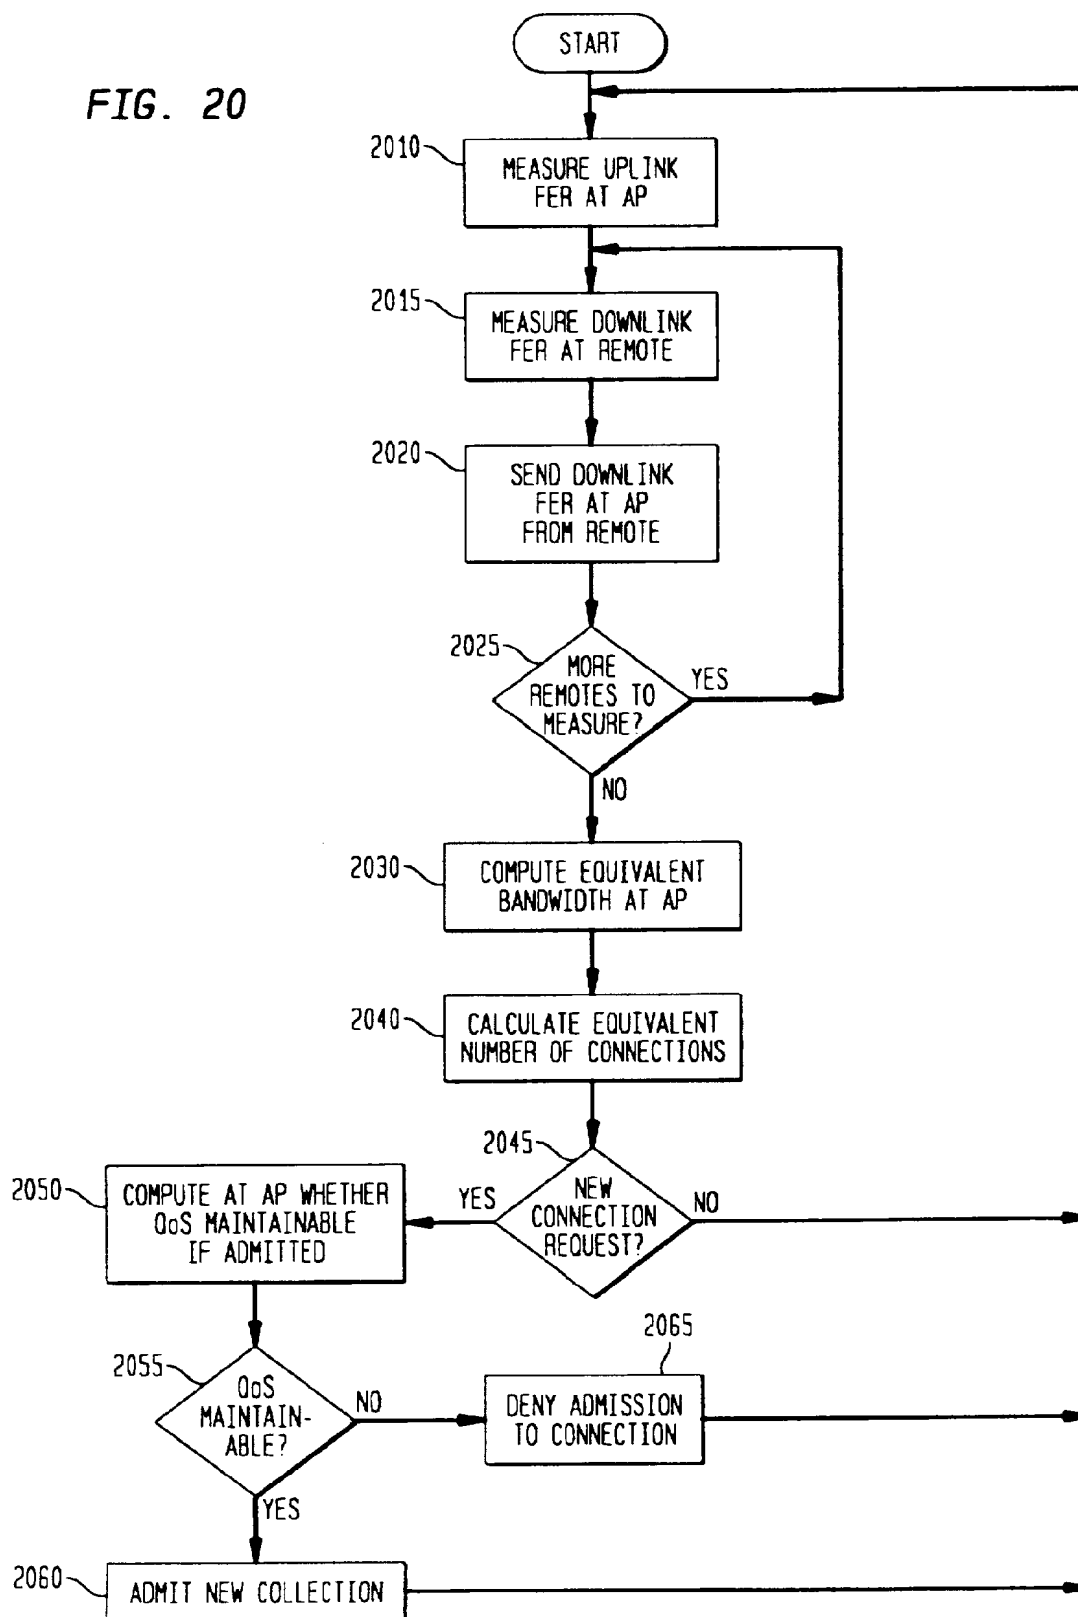 START
FIG. 20
2010
MEASURE UPLINK
FER AT AP
2015
MEASURE DOWNLINK
FER AT REMOTE
2020
SEND DOWNLINK
FER AT AP
FROM REMOTE
2025
MORE
REMOTES TO
MEASURE?
YES
NO
2030
COMPUTE EQUIVALENT
BANDWIDTH AT AP
2040
CALCULATE EQUIVALENT
NUMBER OF CONNECTIONS
2045
NEW
CONNECTION
REQUEST?
YES
NO
2050
COMPUTE AT AP WHETHER
QoS MAINTAINABLE
IF ADMITTED
2055
QoS
MAINTAIN-
ABLE?
NO
2065
DENY ADMISSION
TO CONNECTION
YES
2060
ADMIT NEW COLLECTION